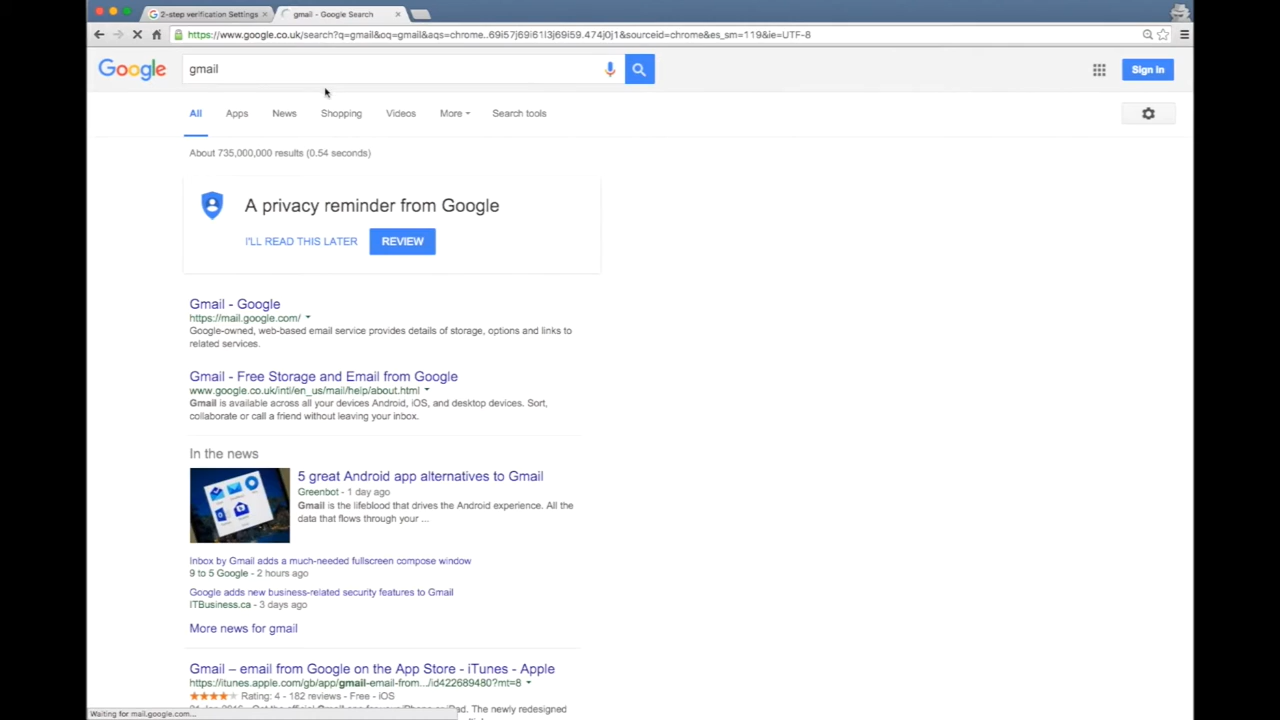 2-step verification Settings
gmail - Google Search
https://www.google.co.uk/search?q=gmail&oq=gmail&aqs=chrome..69i57j69i61l3j69i59.474j0j1&sourceid=chrome&es_sm=119&ie=UTF-8
Google
gmail
Sign in
All Apps News Shopping Videos More Search tools
About 735,000,000 results (0.54 seconds)
A privacy reminder from Google
I'LL READ THIS LATER
REVIEW
Gmail - Google
https://mail.google.com/
Google-owned, web-based email service provides details of storage, options and links to
related services.
Gmail - Free Storage and Email from Google
www.google.co.uk/intl/en_us/mail/help/about.html
Gmail is available across all your devices Android, iOS, and desktop devices. Sort,
collaborate or call a friend without leaving your inbox.
In the news
5 great Android app alternatives to Gmail
Greenbot - 1 day ago
Gmail is the lifeblood that drives the Android experience. All the
data that flows through your ...
Inbox by Gmail adds a much-needed fullscreen compose window
9 to 5 Google - 2 hours ago
Google adds new business-related security features to Gmail
ITBusiness.ca - 3 days ago
More news for gmail
Gmail – email from Google on the App Store - iTunes - Apple
https://itunes.apple.com/gb/app/gmail-email-from.../id422689480?mt=8
Rating: 4 - 182 reviews - Free - iOS
The newly redesigned
Waiting for mail.google.com...